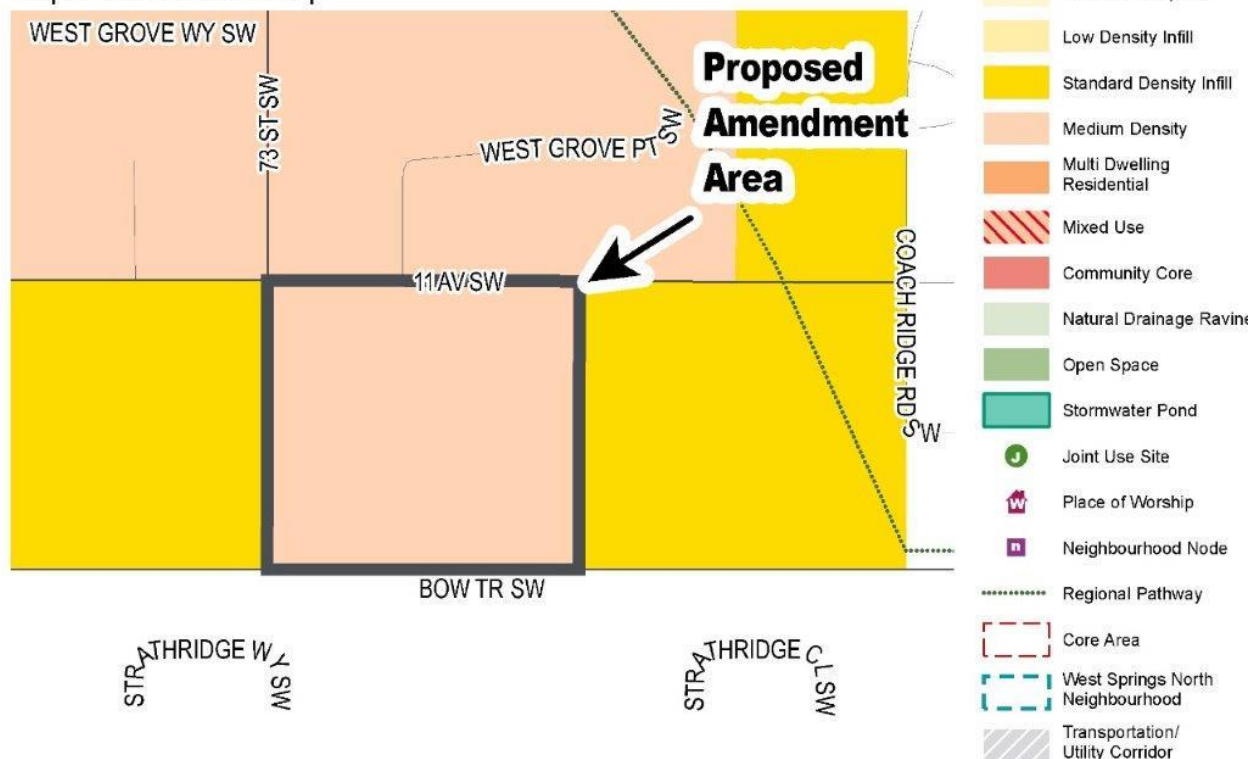 WEST GROVE WY SW
73 ST SW
WEST GROVE PT SW
Proposed
Amendment
Area
11 AV SW
COACH RIDGE RD SW
BOW TR SW
STRATHRIDGE WY SW
STRATHRIDGE CL SW
Low Density Infill
Standard Density Infill
Medium Density
Multi Dwelling
Residential
Mixed Use
Community Core
Natural Drainage Ravine
Open Space
Stormwater Pond
J
Joint Use Site
W
Place of Worship
n
Neighbourhood Node
Regional Pathway
Core Area
West Springs North
Neighbourhood
Transportation/
Utility Corridor